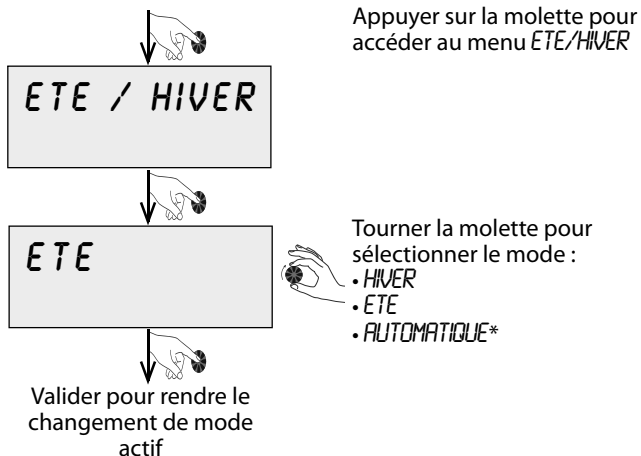 Appuyer sur la molette pour
accéder au menu ETE/HIVER
ETE / HIVER
ETE
Tourner la molette pour
sélectionner le mode :
• HIVER
• ETE
• AUTOMATIQUE*
Valider pour rendre le
changement de mode
actif